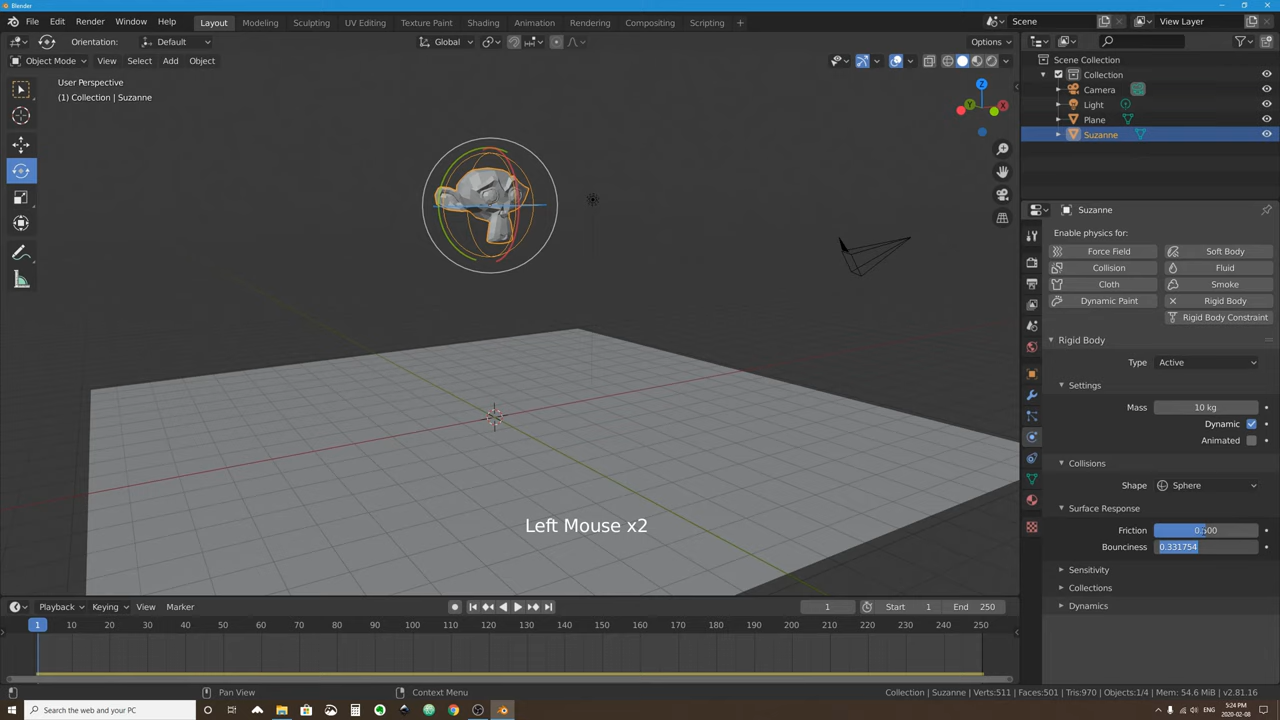 Blender
File Edit Render Window Help
Layout Modeling Sculpting UV Editing Texture Paint Shading Animation Rendering Compositing Scripting +
Scene
View Layer
Orientation: Default
Global
Options
Object Mode View Select Add Object
User Perspective
(1) Collection | Suzanne
Z
Y
X
Left Mouse x2
Scene Collection
Collection
Camera
Light
Plane
Suzanne
Suzanne
Enable physics for:
Force Field Soft Body
Collision Fluid
Cloth Smoke
Dynamic Paint Rigid Body
Rigid Body Constraint
Rigid Body
Type Active
Settings
Mass 10 kg
Dynamic
Animated
Collisions
Shape Sphere
Surface Response
Friction 0.500
Bounciness 0.331754
Sensitivity
Collections
Dynamics
Playback Keying View Marker
1 Start 1 End 250
1 10 20 30 40 50 60 70 80 90 100 110 120 130 140 150 160 170 180 190 200 210 220 230 240 250
Pan View Context Menu
Collection | Suzanne | Verts:511 | Faces:501 | Tris:970 | Objects:1/4 | Mem: 54.6 MiB | v2.81.16
Search the web and your PC
5:24 PM
2020-02-08